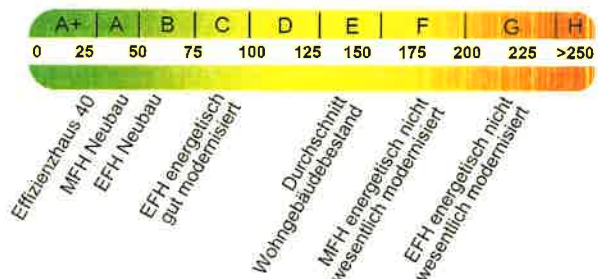 A+ A B C D E F G H
0 25 50 75 100 125 150 175 200 225 >250
Effizienzhaus 40
MFH Neubau
EFH Neubau
EFH energetisch
gut modernisiert
Durchschnitt
Wohngebäudebestand
MFH energetisch nicht
wesentlich modernisiert
EFH energetisch nicht
wesentlich modernisiert